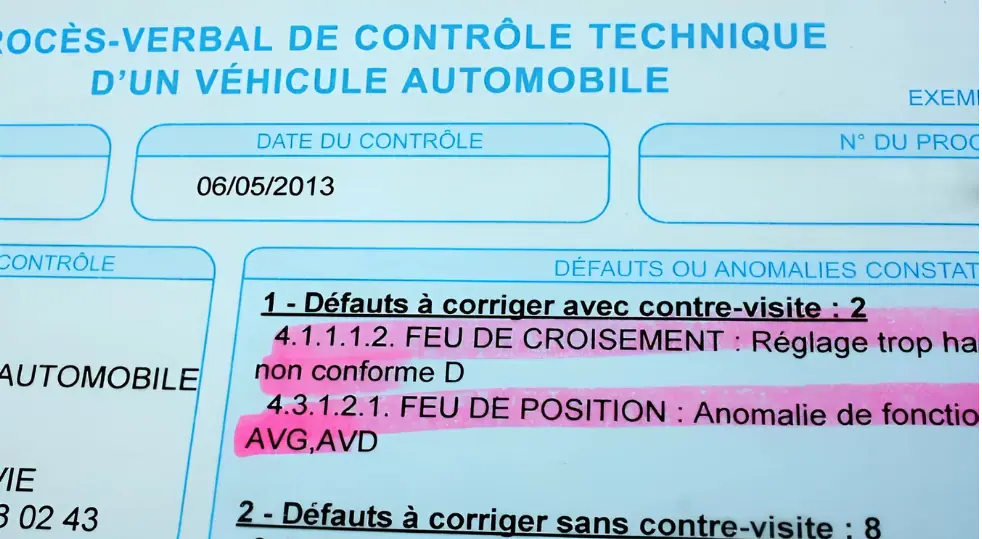 ROCÈS-VERBAL DE CONTRÔLE TECHNIQUE
D'UN VÉHICULE AUTOMOBILE
EXEM
DATE DU CONTRÔLE
N° DU PROC
06/05/2013
CONTRÔLE
DÉFAUTS OU ANOMALIES CONSTAT
1 - Défauts à corriger avec contre-visite : 2
4.1.1.1.2. FEU DE CROISEMENT : Réglage trop ha
non conforme D
AUTOMOBILE
4.3.1.2.1. FEU DE POSITION : Anomalie de fonctio
AVG,AVD
VIE
3 02 43
2 - Défauts à corriger sans contre-visite : 8